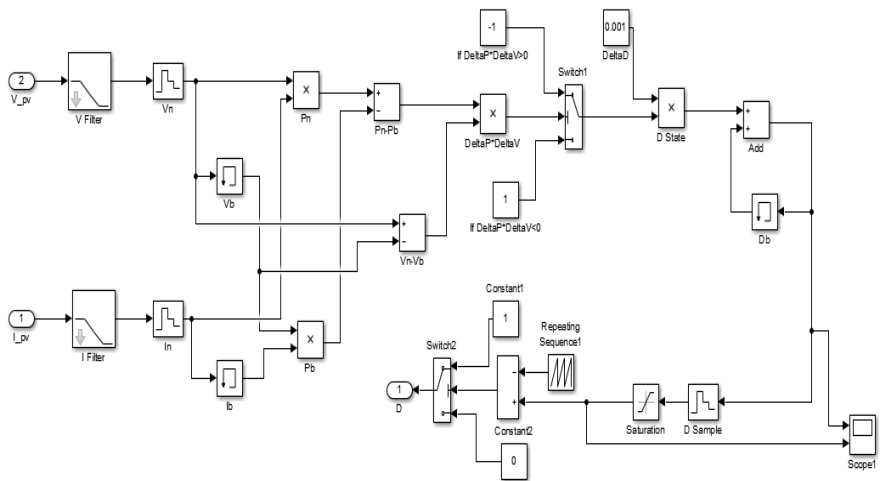 -1
If DeltaP*DeltaV>0
0.001
DeltaD
Switch1
2
V_pv
V Filter
Vn
×
Pn
+
−
Pn-Pb
×
DeltaP*DeltaV
×
D State
+
+
Add
Vb
1
If DeltaP*DeltaV<0
+
−
Vn-Vb
Db
1
I_pv
I Filter
In
×
Pb
Ib
Constant1
1
Repeating
Sequence1
Switch2
1
D
−
+
Constant2
0
Saturation
D Sample
Scope1